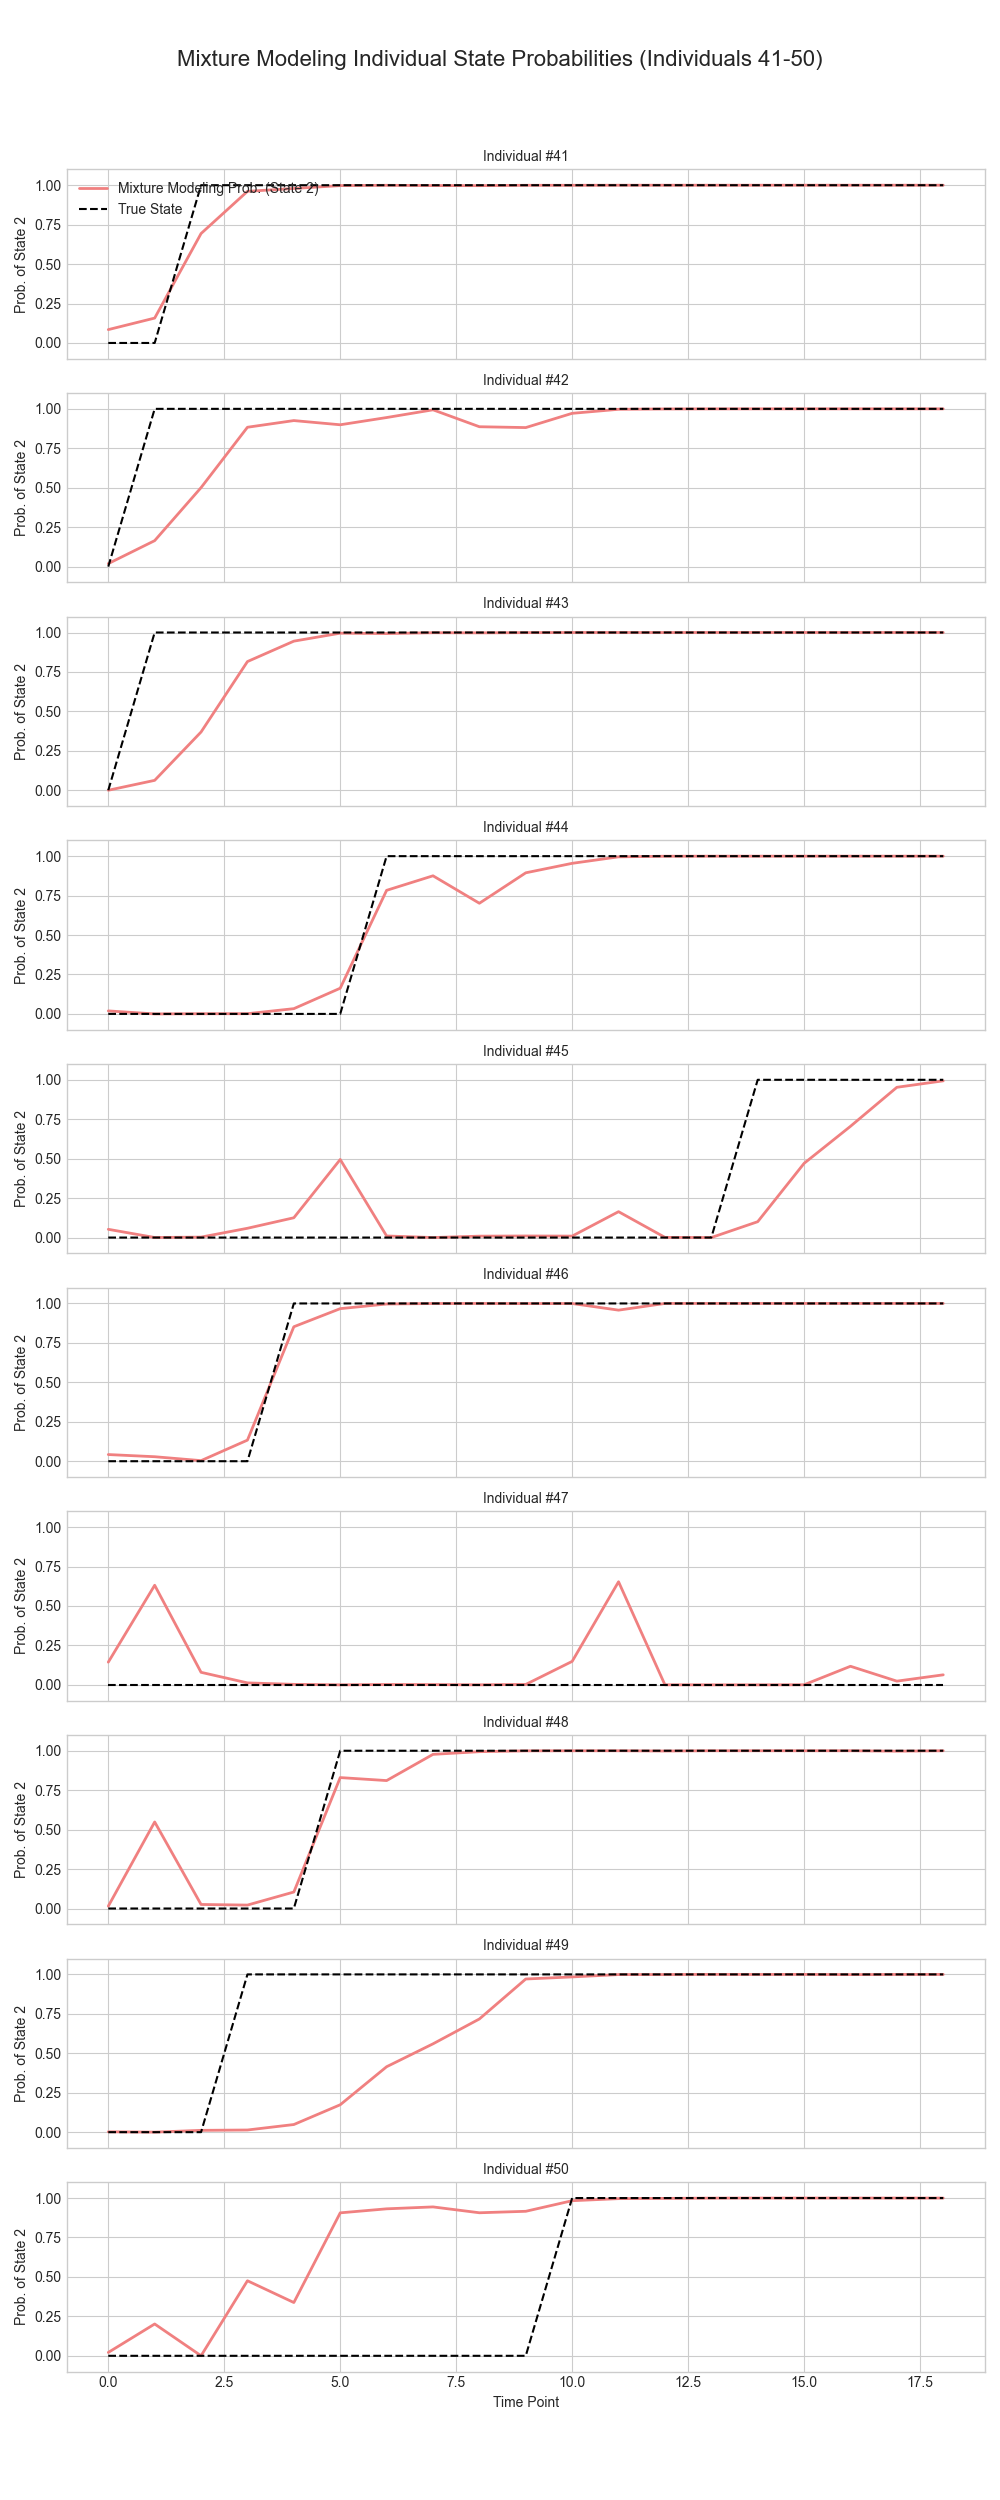 Mixture Modeling Individual State Probabilities (Individuals 41-50)
Individual #41
Mixture Modeling Prob. (State 2)
True State
Prob. of State 2
1.00
0.75
0.50
0.25
0.00
Individual #42
Prob. of State 2
1.00
0.75
0.50
0.25
0.00
Individual #43
Prob. of State 2
1.00
0.75
0.50
0.25
0.00
Individual #44
Prob. of State 2
1.00
0.75
0.50
0.25
0.00
Individual #45
Prob. of State 2
1.00
0.75
0.50
0.25
0.00
Individual #46
Prob. of State 2
1.00
0.75
0.50
0.25
0.00
Individual #47
Prob. of State 2
1.00
0.75
0.50
0.25
0.00
Individual #48
Prob. of State 2
1.00
0.75
0.50
0.25
0.00
Individual #49
Prob. of State 2
1.00
0.75
0.50
0.25
0.00
Individual #50
Prob. of State 2
1.00
0.75
0.50
0.25
0.00
0.0 2.5 5.0 7.5 10.0 12.5 15.0 17.5
Time Point